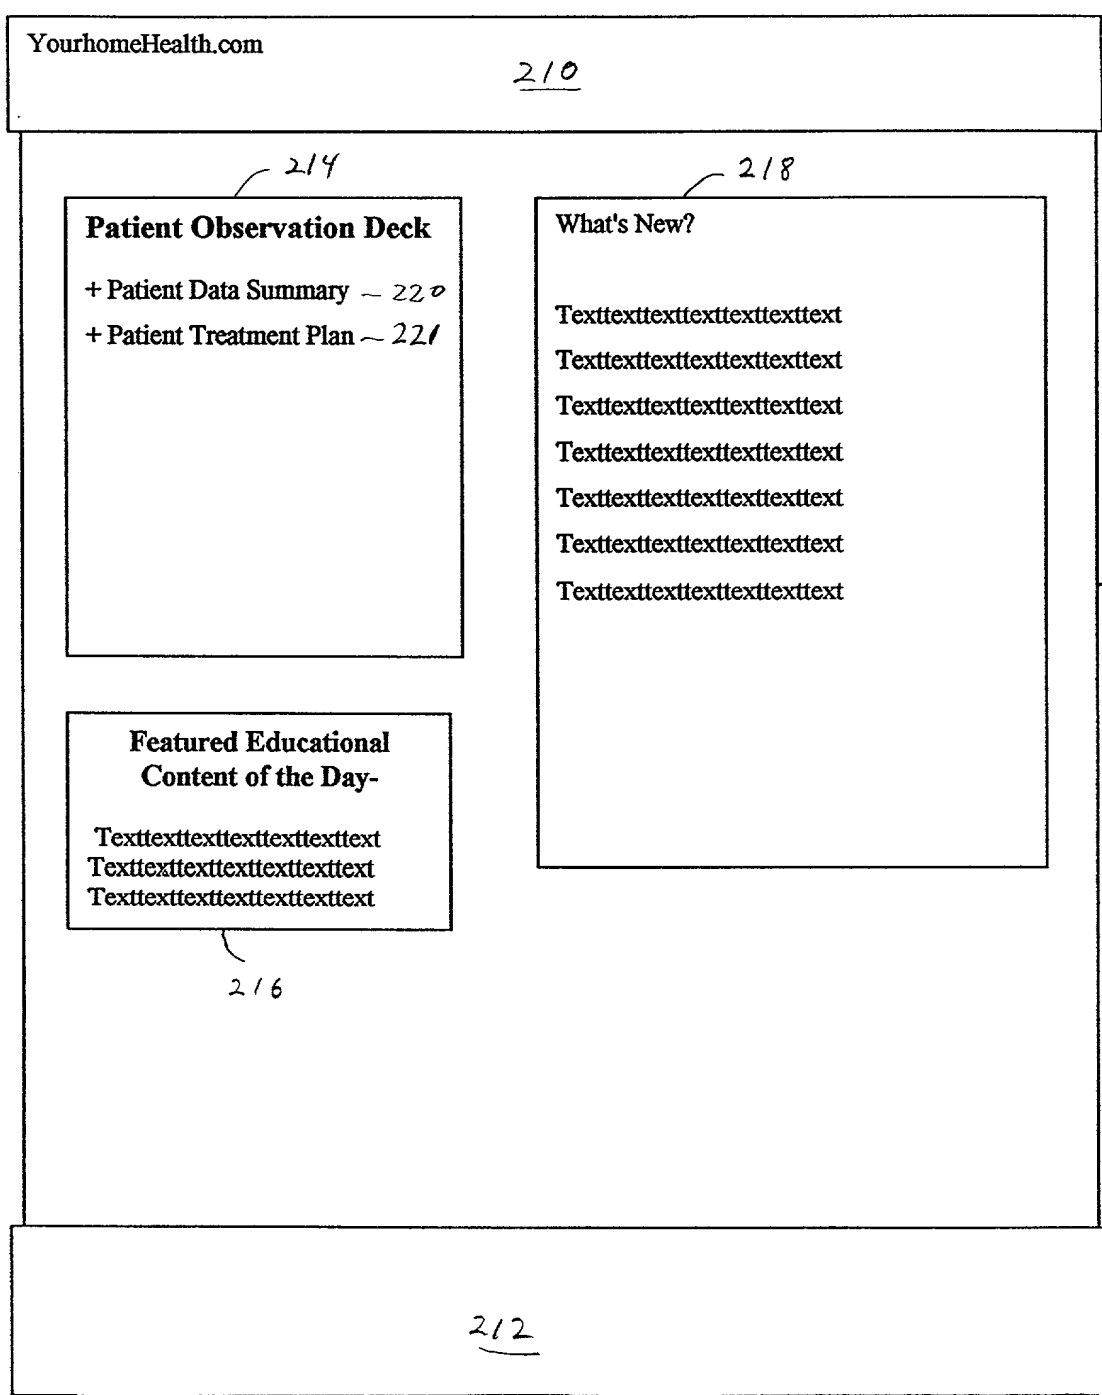 YourhomeHealth.com
210
214
Patient Observation Deck
+ Patient Data Summary ~ 220
+ Patient Treatment Plan ~ 221
218
What's New?
Texttexttexttexttexttexttext
Texttexttexttexttexttexttext
Texttexttexttexttexttexttext
Texttexttexttexttexttexttext
Texttexttexttexttexttexttext
Texttexttexttexttexttexttext
Texttexttexttexttexttexttext
Featured Educational
Content of the Day-
Texttexttexttexttexttexttext
Texttexttexttexttexttexttext
Texttexttexttexttexttexttext
216
212